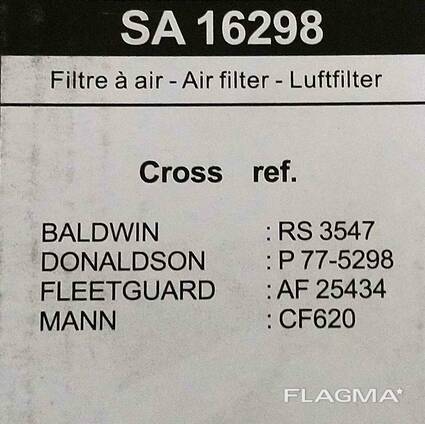 SA 16298
Filtre à air - Air filter - Luftfilter
Cross ref.
BALDWIN : RS 3547
DONALDSON : P 77-5298
FLEETGUARD : AF 25434
MANN : CF620
FLAGMA*